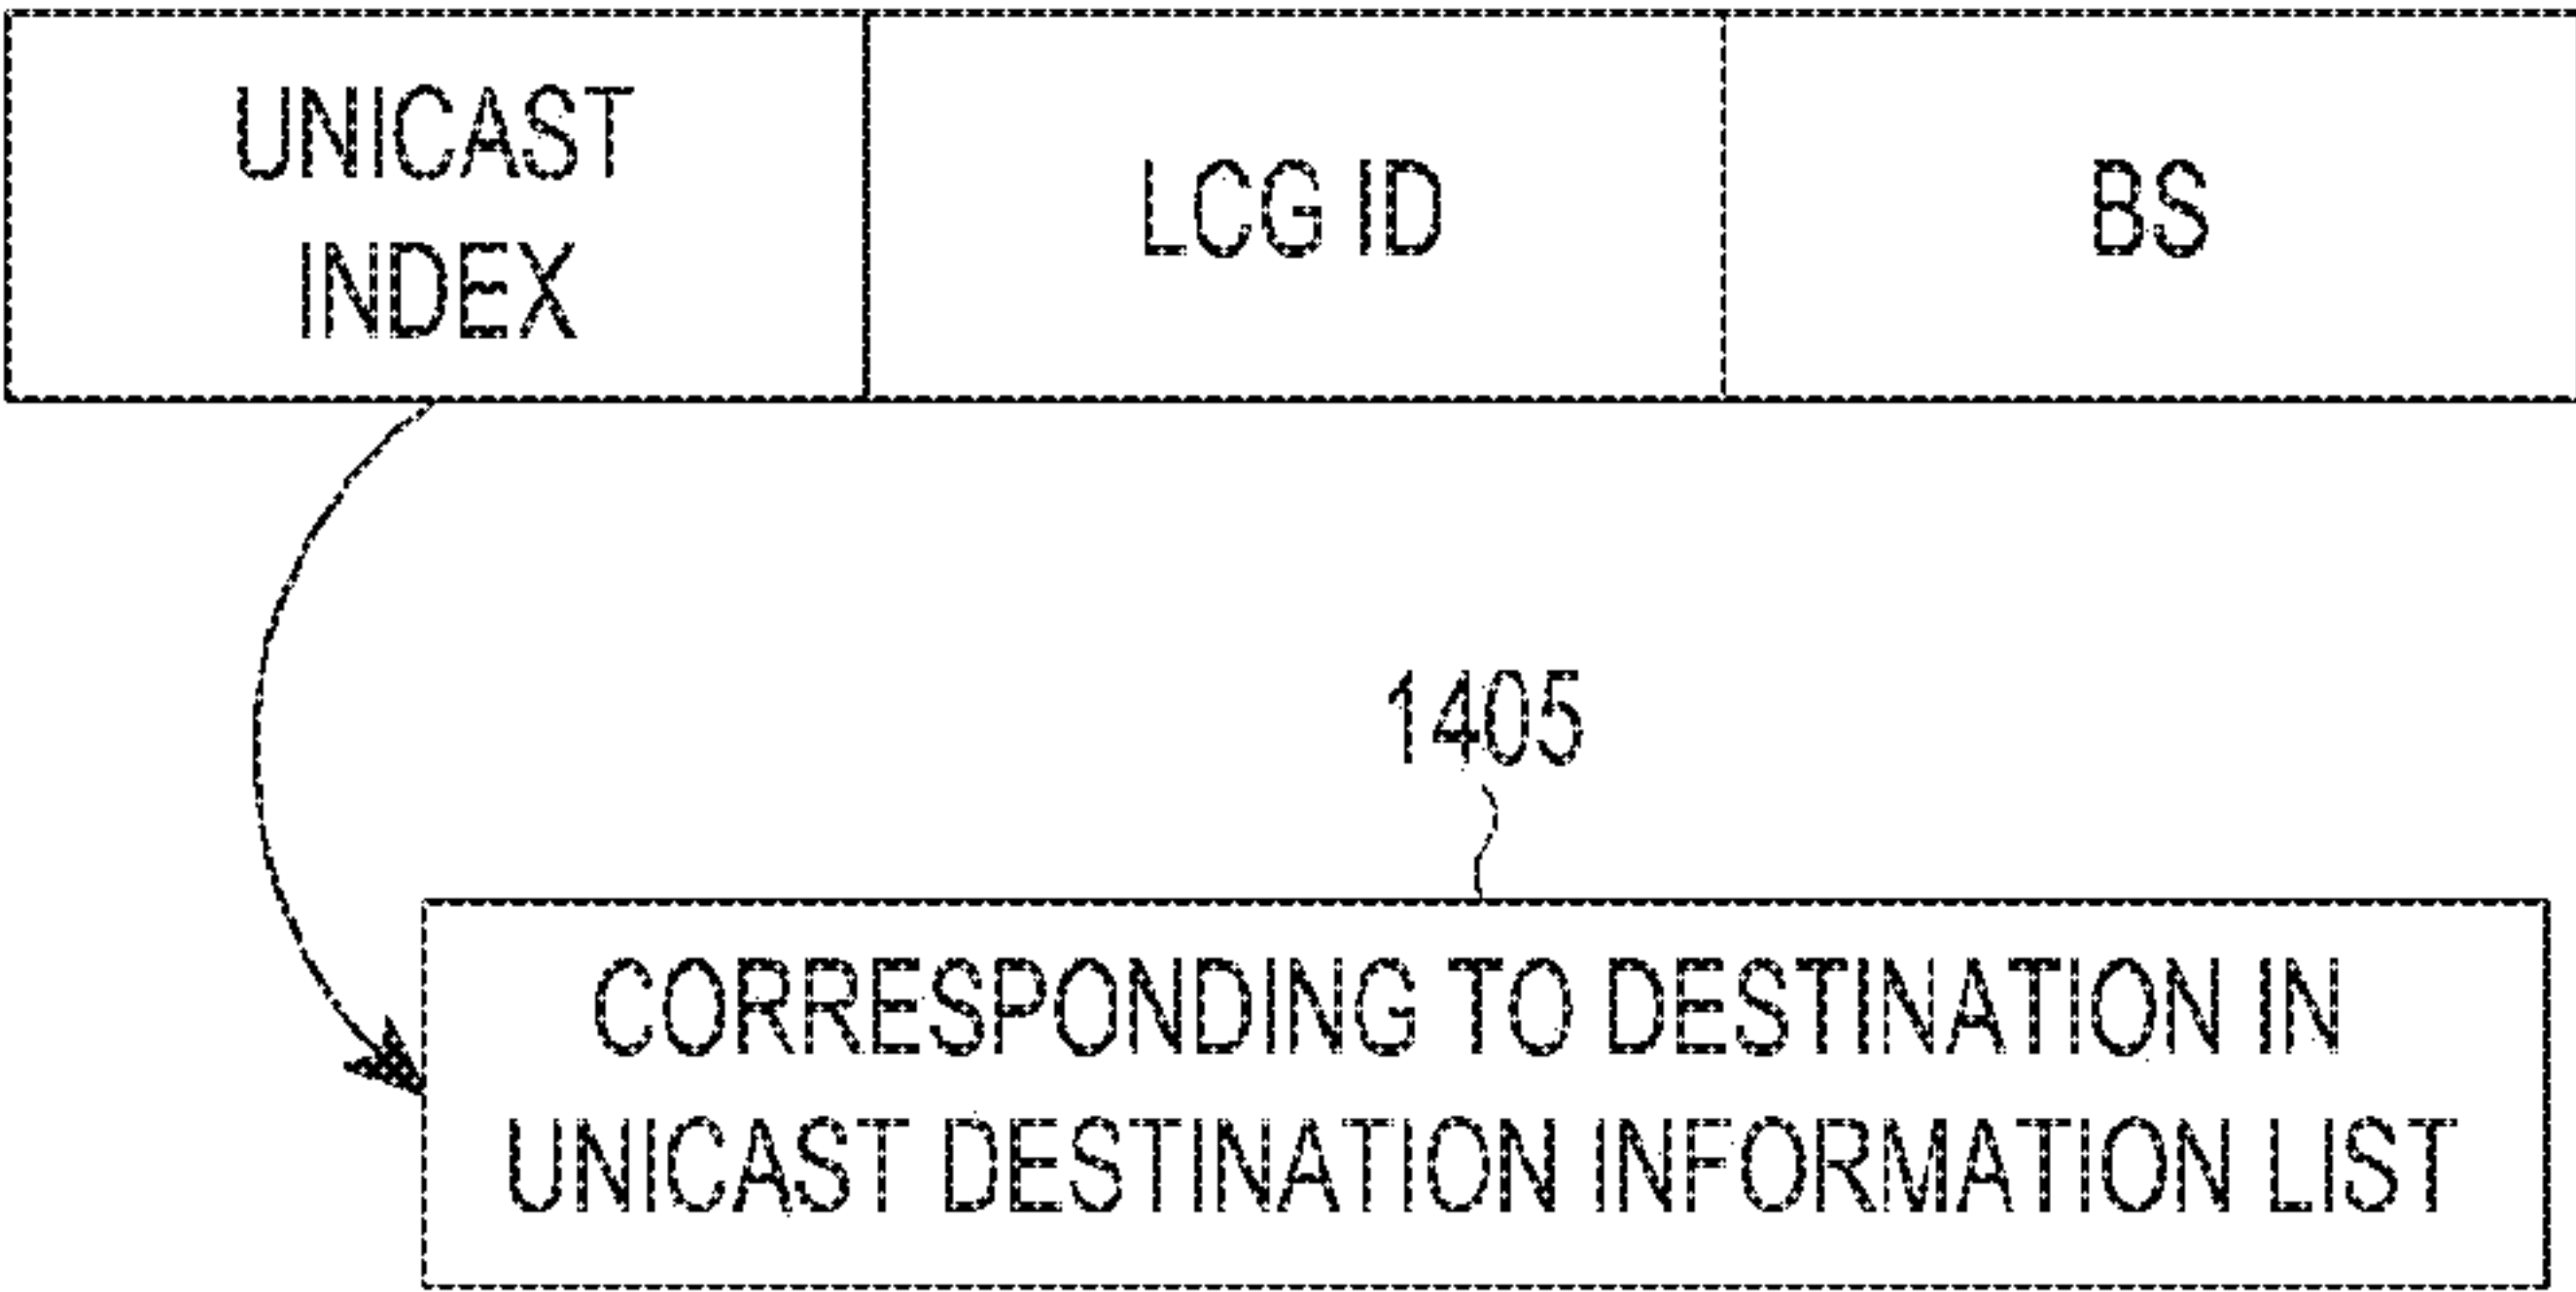 UNICAST
INDEX
LCG ID
BS
1405
CORRESPONDING TO DESTINATION IN
UNICAST DESTINATION INFORMATION LIST